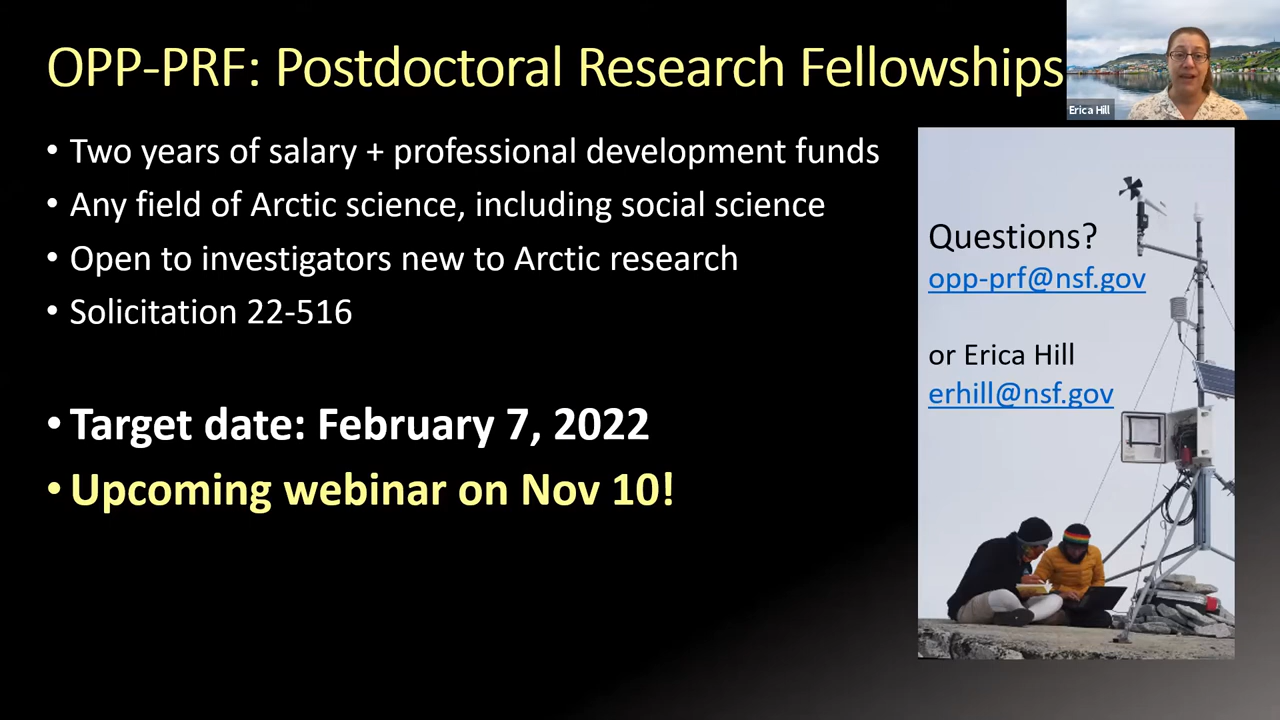 OPP-PRF: Postdoctoral Research Fellowships
Erica Hill
• Two years of salary + professional development funds
• Any field of Arctic science, including social science
• Open to investigators new to Arctic research
• Solicitation 22-516
• Target date: February 7, 2022
• Upcoming webinar on Nov 10!
Questions?
opp-prf@nsf.gov
or Erica Hill
erhill@nsf.gov